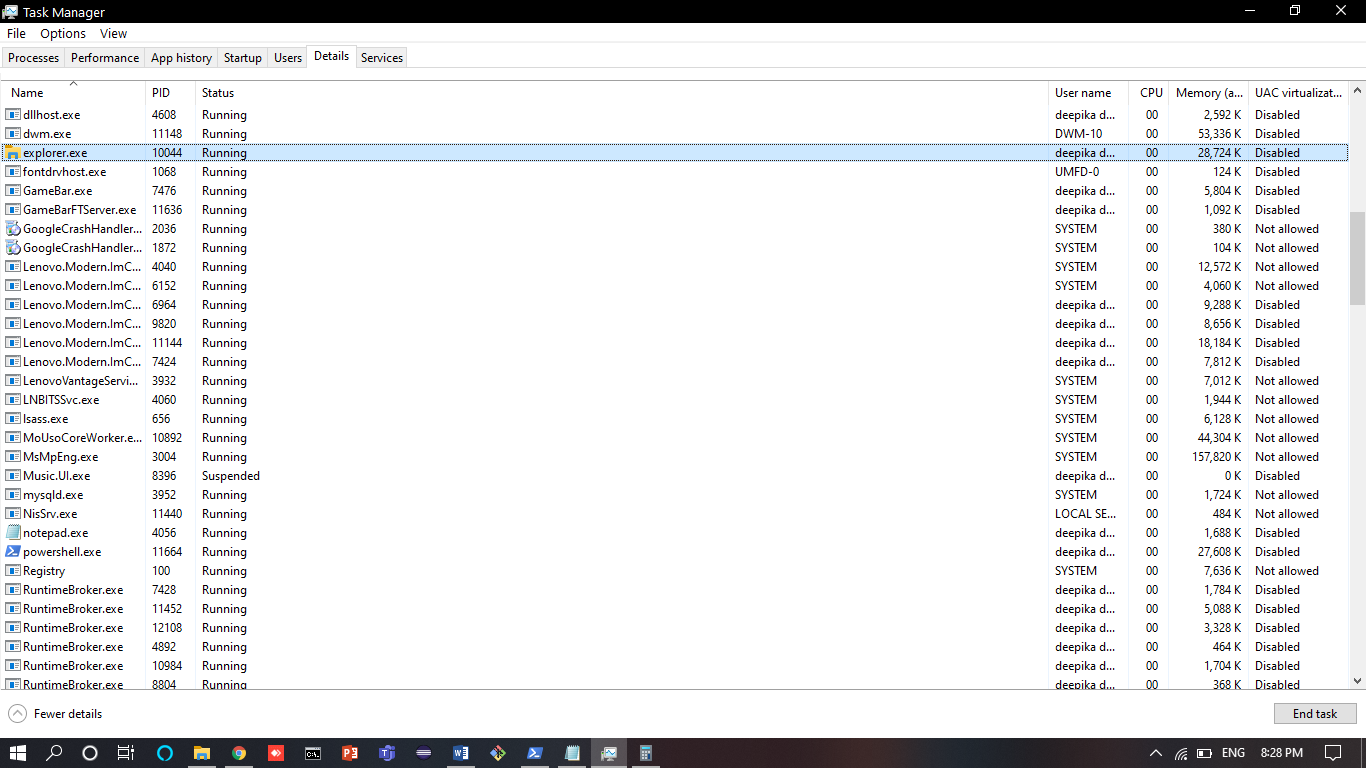 Task Manager
File Options View
Processes Performance App history Startup Users Details Services
Name PID Status User name CPU Memory (a... UAC virtualizat...
dllhost.exe 4608 Running deepika d... 00 2,592 K Disabled
dwm.exe 11148 Running DWM-10 00 53,336 K Disabled
explorer.exe 10044 Running deepika d... 00 28,724 K Disabled
fontdrvhost.exe 1068 Running UMFD-0 00 124 K Disabled
GameBar.exe 7476 Running deepika d... 00 5,804 K Disabled
GameBarFTServer.exe 11636 Running deepika d... 00 1,092 K Disabled
GoogleCrashHandler... 2036 Running SYSTEM 00 380 K Not allowed
GoogleCrashHandler... 1872 Running SYSTEM 00 104 K Not allowed
Lenovo.Modern.ImC... 4040 Running SYSTEM 00 12,572 K Not allowed
Lenovo.Modern.ImC... 6152 Running SYSTEM 00 4,060 K Not allowed
Lenovo.Modern.ImC... 6964 Running deepika d... 00 9,288 K Disabled
Lenovo.Modern.ImC... 9820 Running deepika d... 00 8,656 K Disabled
Lenovo.Modern.ImC... 11144 Running deepika d... 00 18,184 K Disabled
Lenovo.Modern.ImC... 7424 Running deepika d... 00 7,812 K Disabled
LenovoVantageServi... 3932 Running SYSTEM 00 7,012 K Not allowed
LNBITSSvc.exe 4060 Running SYSTEM 00 1,944 K Not allowed
lsass.exe 656 Running SYSTEM 00 6,128 K Not allowed
MoUsoCoreWorker.e... 10892 Running SYSTEM 00 44,304 K Not allowed
MsMpEng.exe 3004 Running SYSTEM 00 157,820 K Not allowed
Music.UI.exe 8396 Suspended deepika d... 00 0 K Disabled
mysqld.exe 3952 Running SYSTEM 00 1,724 K Not allowed
NisSrv.exe 11440 Running LOCAL SE... 00 484 K Not allowed
notepad.exe 4056 Running deepika d... 00 1,688 K Disabled
powershell.exe 11664 Running deepika d... 00 27,608 K Disabled
Registry 100 Running SYSTEM 00 7,636 K Not allowed
RuntimeBroker.exe 7428 Running deepika d... 00 1,784 K Disabled
RuntimeBroker.exe 11452 Running deepika d... 00 5,088 K Disabled
RuntimeBroker.exe 12108 Running deepika d... 00 3,328 K Disabled
RuntimeBroker.exe 4892 Running deepika d... 00 464 K Disabled
RuntimeBroker.exe 10984 Running deepika d... 00 1,704 K Disabled
RuntimeBroker.exe 8804 Running deepika d... 00 368 K Disabled
Fewer details End task
ENG 8:28 PM